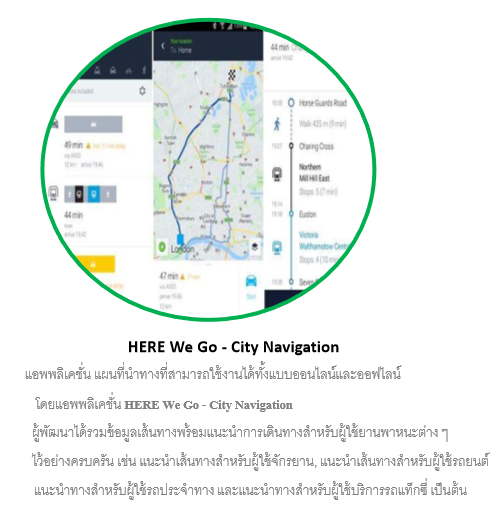 Your location
To Home
44 min
49 min
44 min
London
47 min
Start
Horse Guards Road
Walk 425 m (9 min)
Charing Cross
Northern
Mill Hill East
Stops: 5 (7 min)
Euston
Victoria
Walthamstow Centr
HERE We Go - City Navigation
แอพพลิเคชั่น แผนที่นำทางที่สามารถใช้งานได้ทั้งแบบออนไลน์และออฟไลน์
โดยแอพพลิเคชั่น HERE We Go - City Navigation
ผู้พัฒนาได้รวมข้อมูลเส้นทางพร้อมแนะนำการเดินทางสำหรับผู้ใช้ยานพาหนะต่าง ๆ
ไว้อย่างครบครัน เช่น แนะนำเส้นทางสำหรับผู้ใช้จักรยาน, แนะนำเส้นทางสำหรับผู้ใช้รถยนต์
แนะนำทางสำหรับผู้ใช้รถประจำทาง และแนะนำทางสำหรับผู้ใช้บริการรถแท็กซี่ เป็นต้น